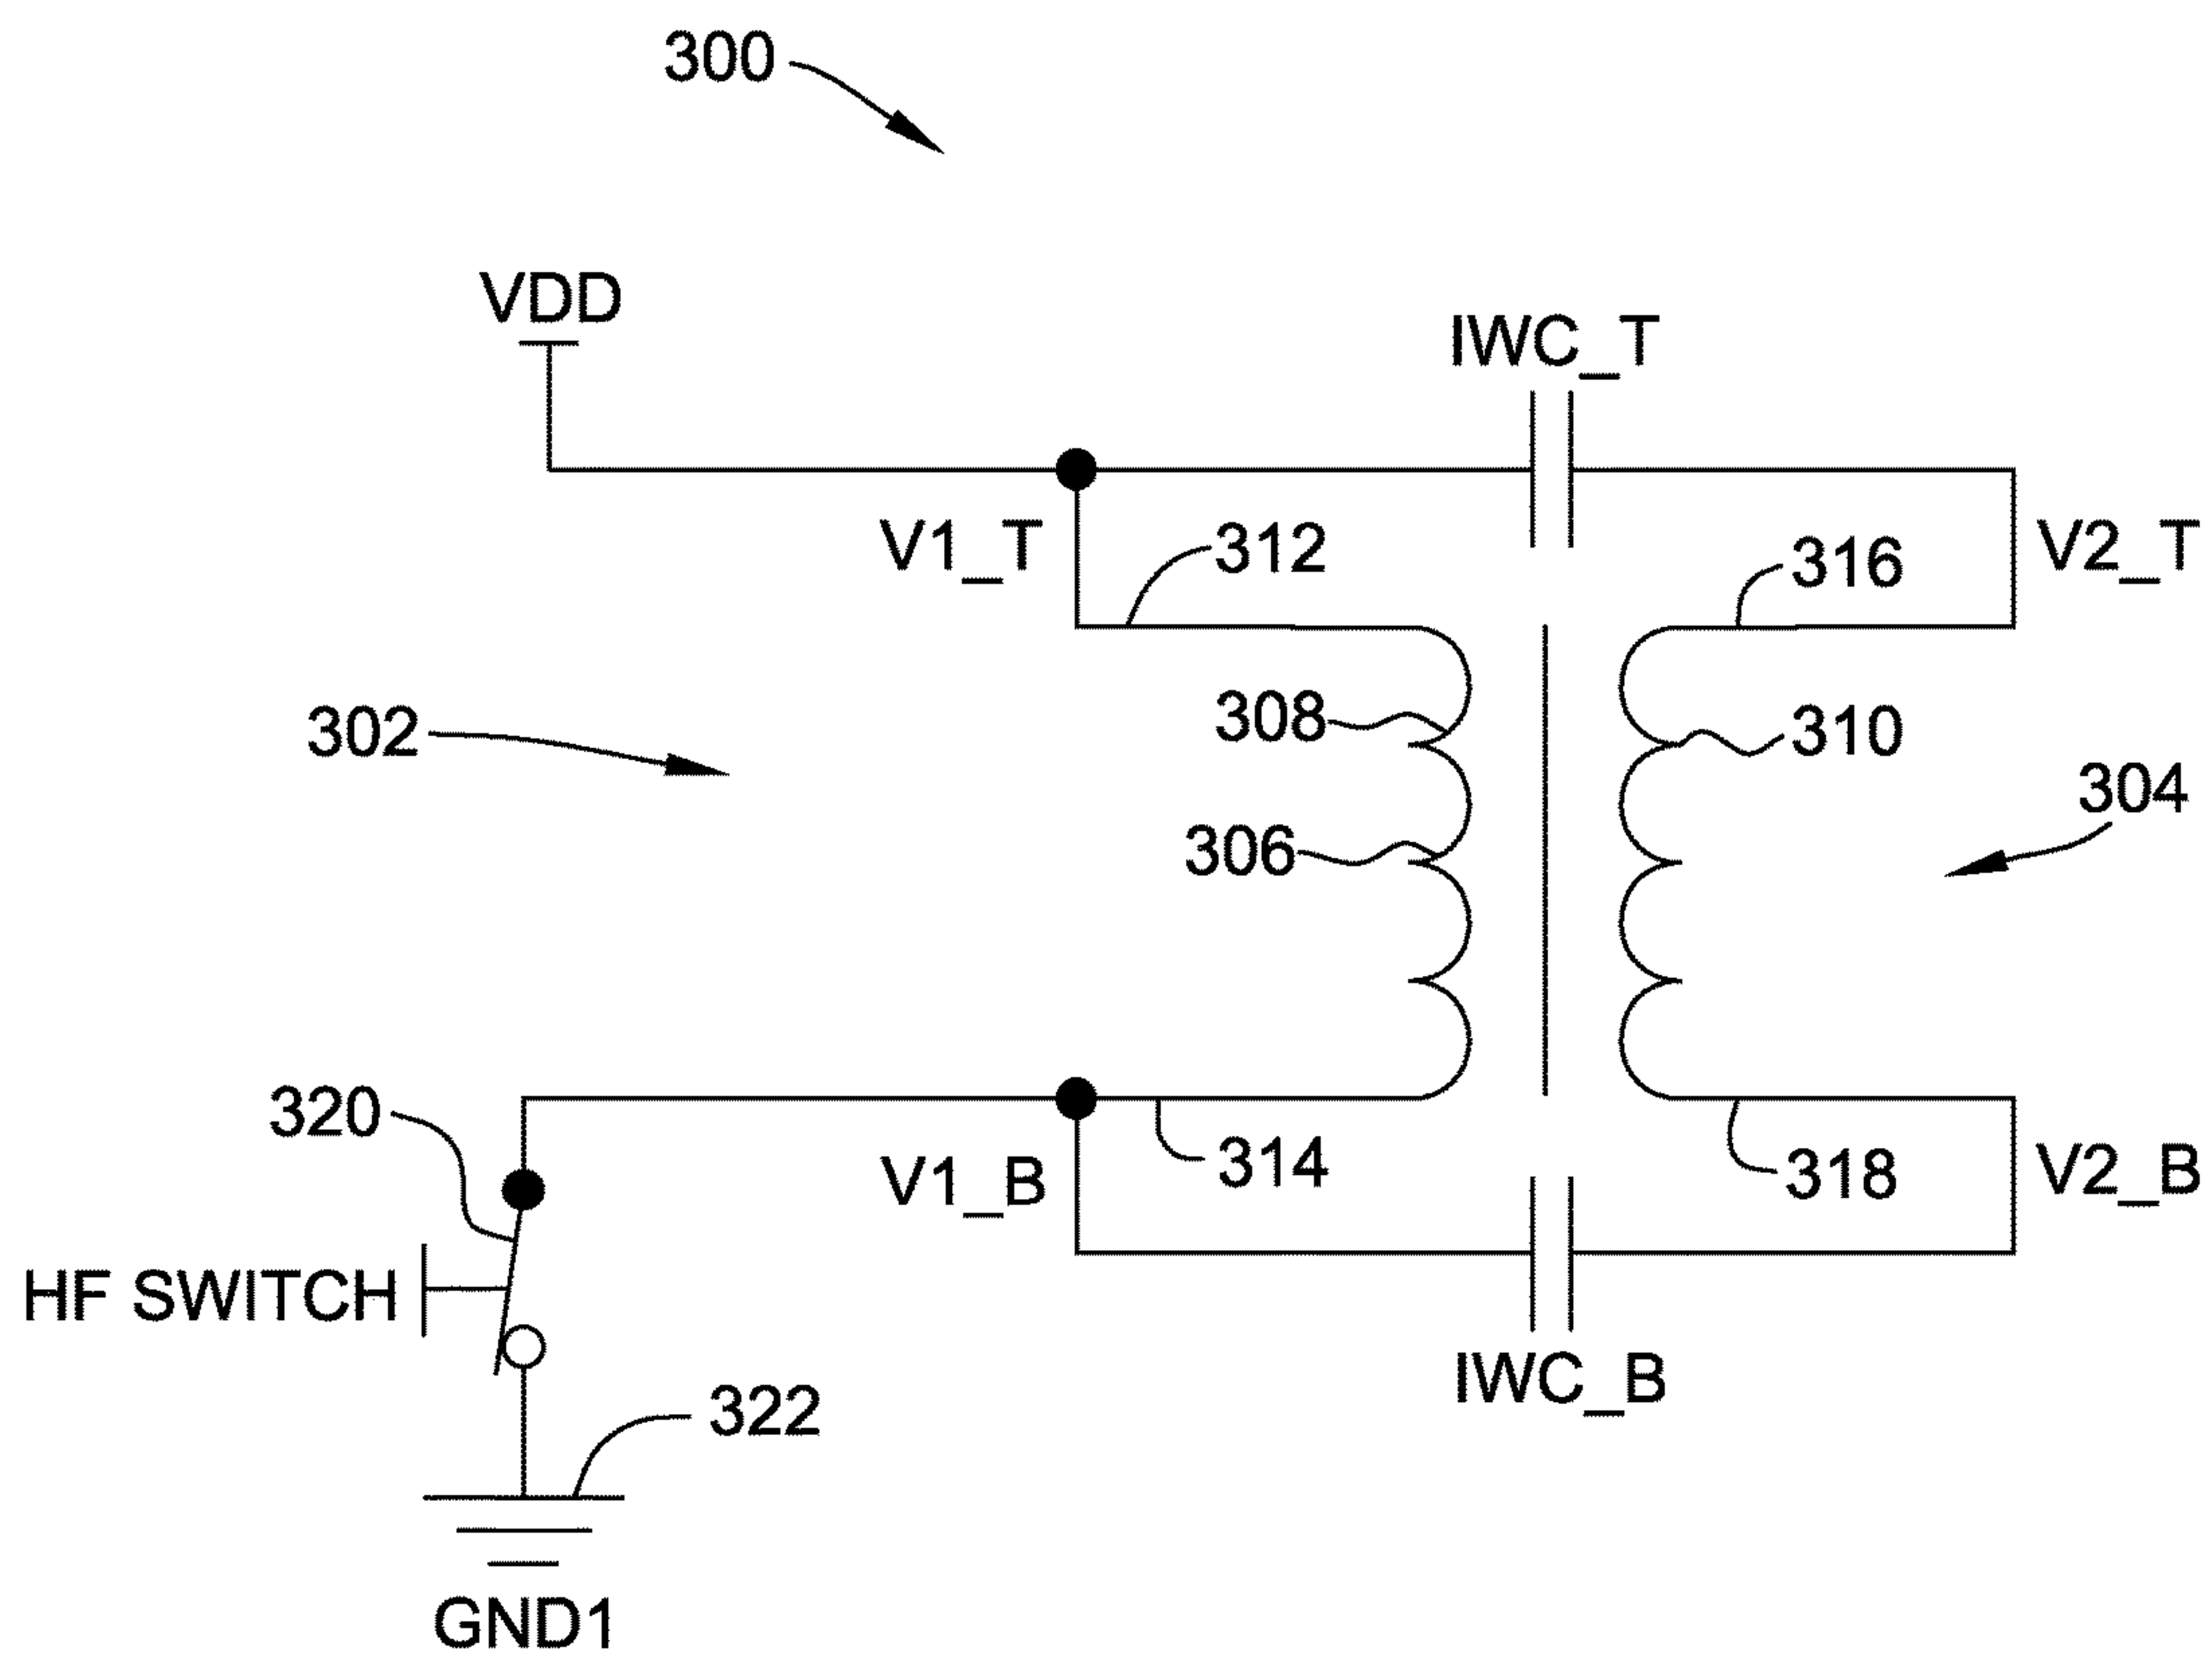 300
VDD
IWC_T
V1_T
312
316
V2_T
302
308
310
304
306
320
V1_B
314
318
V2_B
HF SWITCH
IWC_B
322
GND1